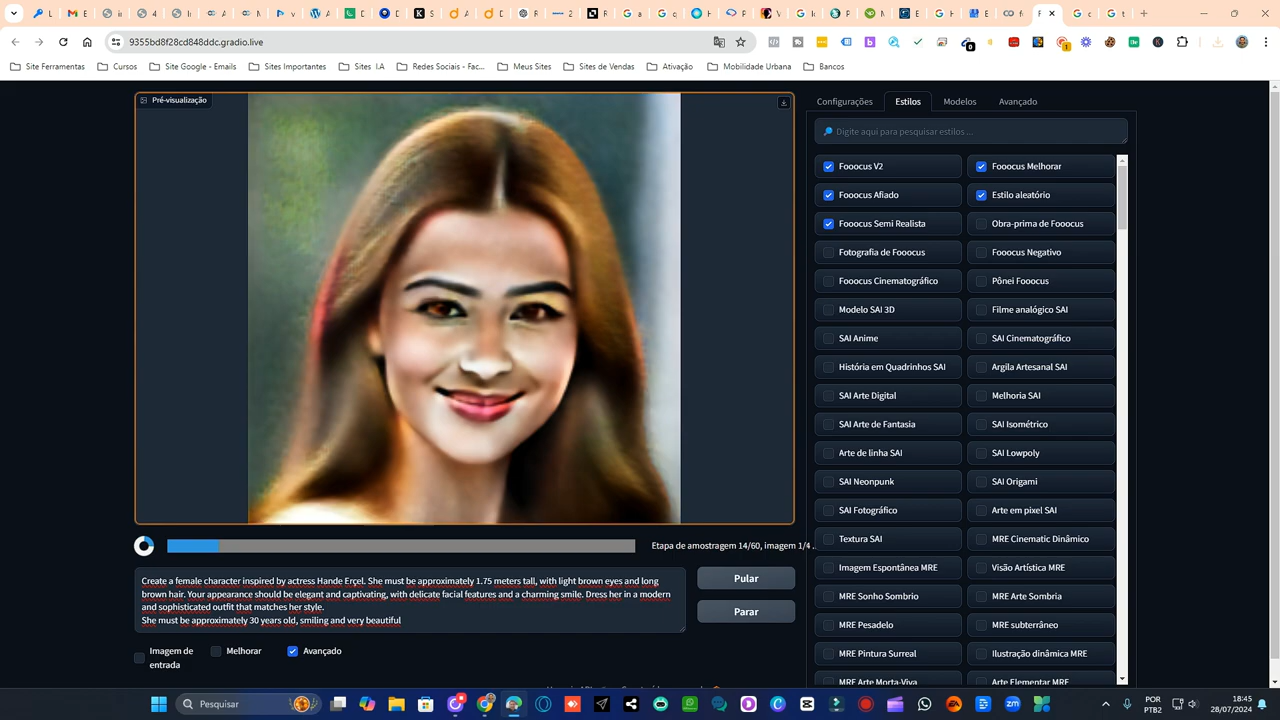 9355bd8f28cd848ddc.gradio.live
Site Ferramentas
Cursos
Site Google - Emails
Sites Importantes
Sites I.A
Redes Sociais - Fac...
Meus Sites
Sites de Vendas
Ativação
Mobilidade Urbana
Bancos
Pré-visualização
Configurações
Estilos
Modelos
Avançado
Digite aqui para pesquisar estilos ...
Fooocus V2
Fooocus Melhorar
Fooocus Afiado
Estilo aleatório
Fooocus Semi Realista
Obra-prima de Fooocus
Fotografia de Fooocus
Fooocus Negativo
Fooocus Cinematográfico
Pônei Fooocus
Modelo SAI 3D
Filme analógico SAI
SAI Anime
SAI Cinematográfico
História em Quadrinhos SAI
Argila Artesanal SAI
SAI Arte Digital
Melhoria SAI
SAI Arte de Fantasia
SAI Isométrico
Arte de linha SAI
SAI Lowpoly
SAI Neonpunk
SAI Origami
SAI Fotográfico
Arte em pixel SAI
Textura SAI
MRE Cinematic Dinâmico
Imagem Espontânea MRE
Visão Artística MRE
MRE Sonho Sombrio
MRE Arte Sombria
MRE Pesadelo
MRE subterrâneo
MRE Pintura Surreal
Ilustração dinâmica MRE
MRE Arte Morta-Viva
Arte Elementar MRE
Etapa de amostragem 14/60, imagem 1/4 ...
Create a female character inspired by actress Hande Erçel. She must be approximately 1.75 meters tall, with light brown eyes and long
brown hair. Your appearance should be elegant and captivating, with delicate facial features and a charming smile. Dress her in a modern
and sophisticated outfit that matches her style.
She must be approximately 30 years old, smiling and very beautiful
Pular
Parar
Imagem de
entrada
Melhorar
Avançado
Pesquisar
POR
PTB2
18:45
28/07/2024